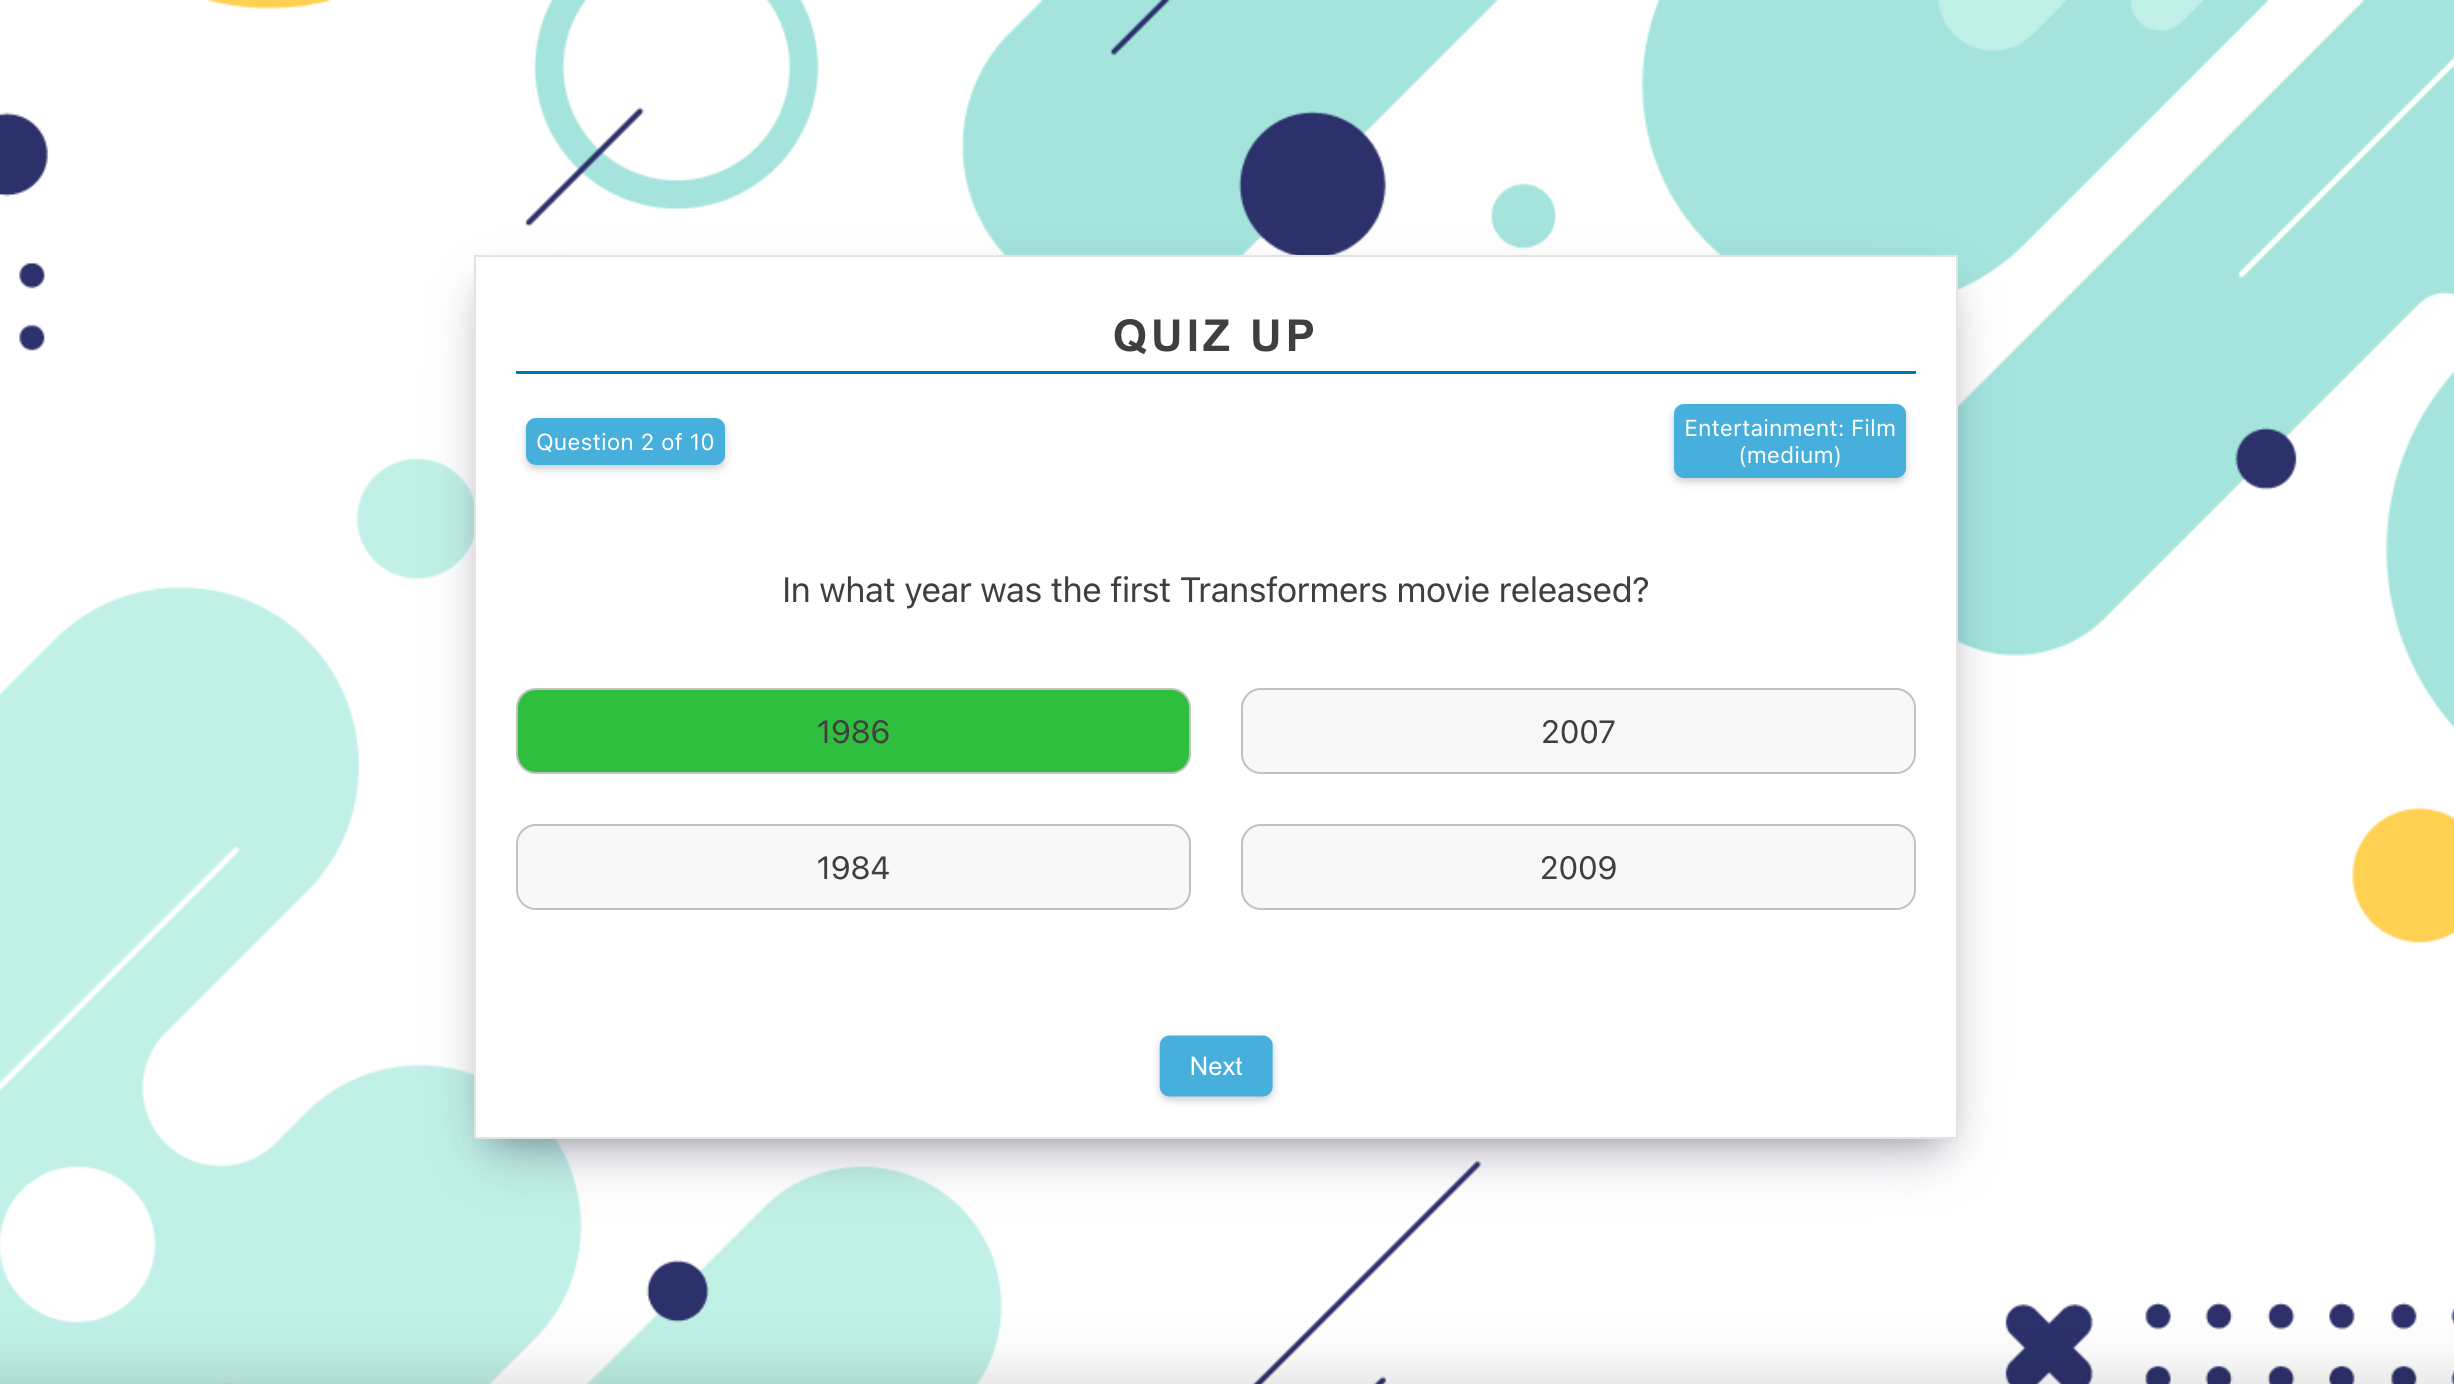 QUIZ UP
Question 2 of 10
Entertainment: Film
(medium)
In what year was the first Transformers movie released?
1986
2007
1984
2009
Next